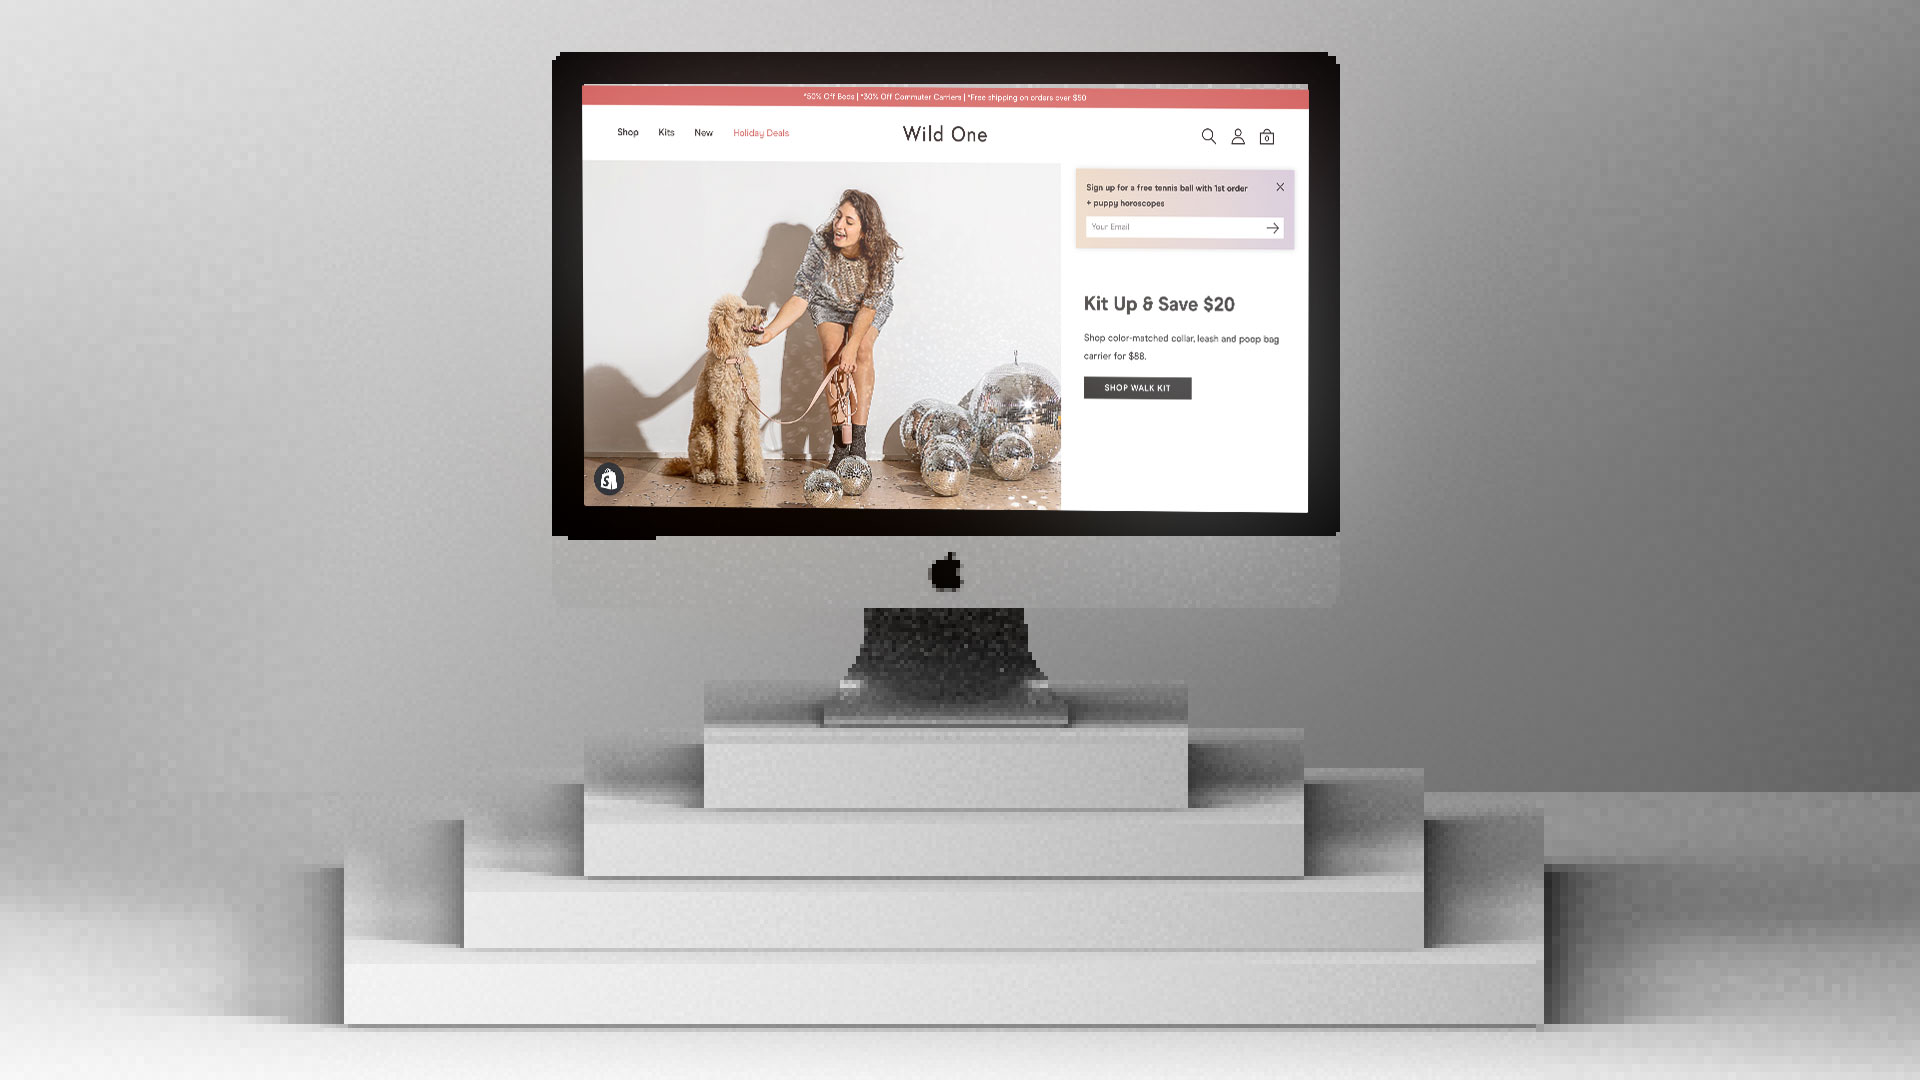 *50% Off Beds | *30% Off Commuter Carriers | *Free shipping on orders over $50
Shop Kits New Holiday Deals
Wild One
0
Sign up for a free tennis ball with 1st order
+ puppy horoscopes
Your Email
Kit Up & Save $20
Shop color-matched collar, leash and poop bag
carrier for $88.
SHOP WALK KIT
S